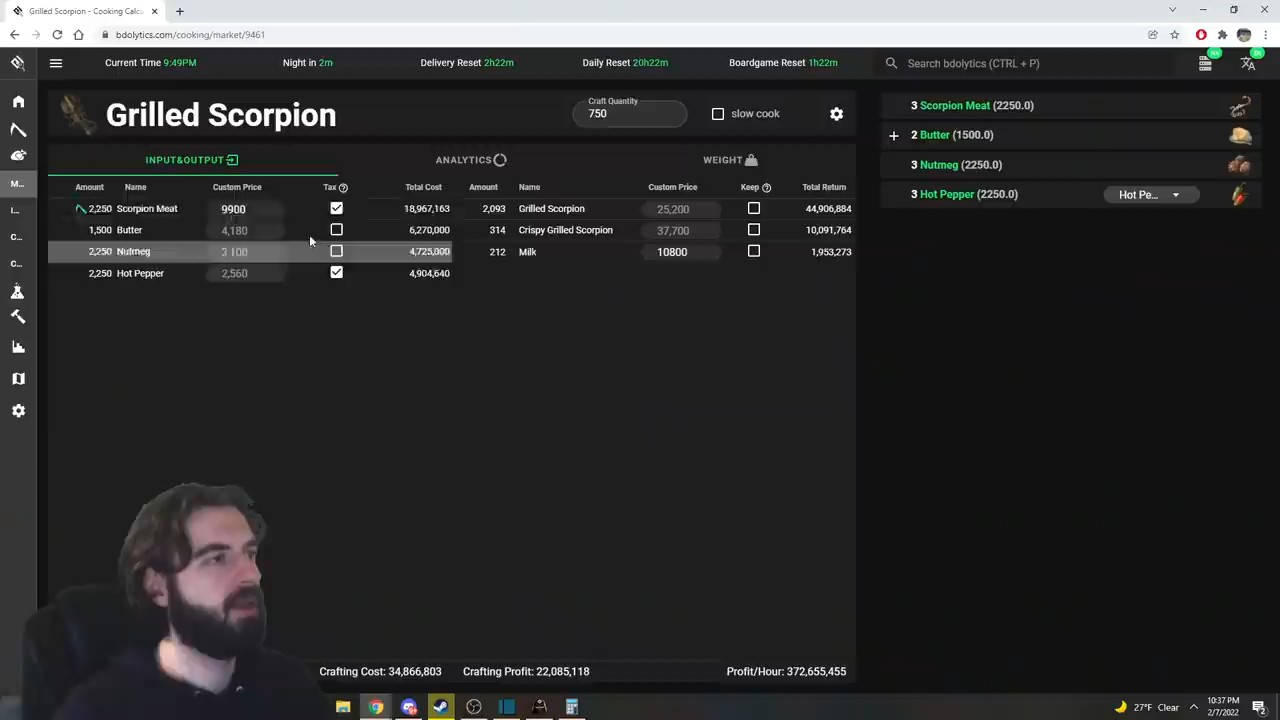 Grilled Scorpion - Cooking Calcu
bdolytics.com/cooking/market/9461
Current Time 9:49PM Night in 2m Delivery Reset 2h22m Daily Reset 20h22m Boardgame Reset 1h22m Search bdolytics (CTRL + P)
NA EN
Grilled Scorpion
Craft Quantity
750
slow cook
INPUT&OUTPUT ANALYTICS WEIGHT
Amount Name Custom Price Tax Total Cost Amount Name Custom Price Keep Total Return
2,250 Scorpion Meat 9900 18,967,163 2,093 Grilled Scorpion 25,200 44,906,884
1,500 Butter 4,180 6,270,000 314 Crispy Grilled Scorpion 37,700 10,091,764
2,250 Nutmeg 2,100 4,725,000 212 Milk 10800 1,953,273
2,250 Hot Pepper 2,560 4,904,640
3 Scorpion Meat (2250.0)
2 Butter (1500.0)
3 Nutmeg (2250.0)
3 Hot Pepper (2250.0) Hot Pe...
M...
I...
C...
C...
Crafting Cost: 34,866,803 Crafting Profit: 22,085,118 Profit/Hour: 372,655,455
27°F Clear
10:37 PM
2/7/2022